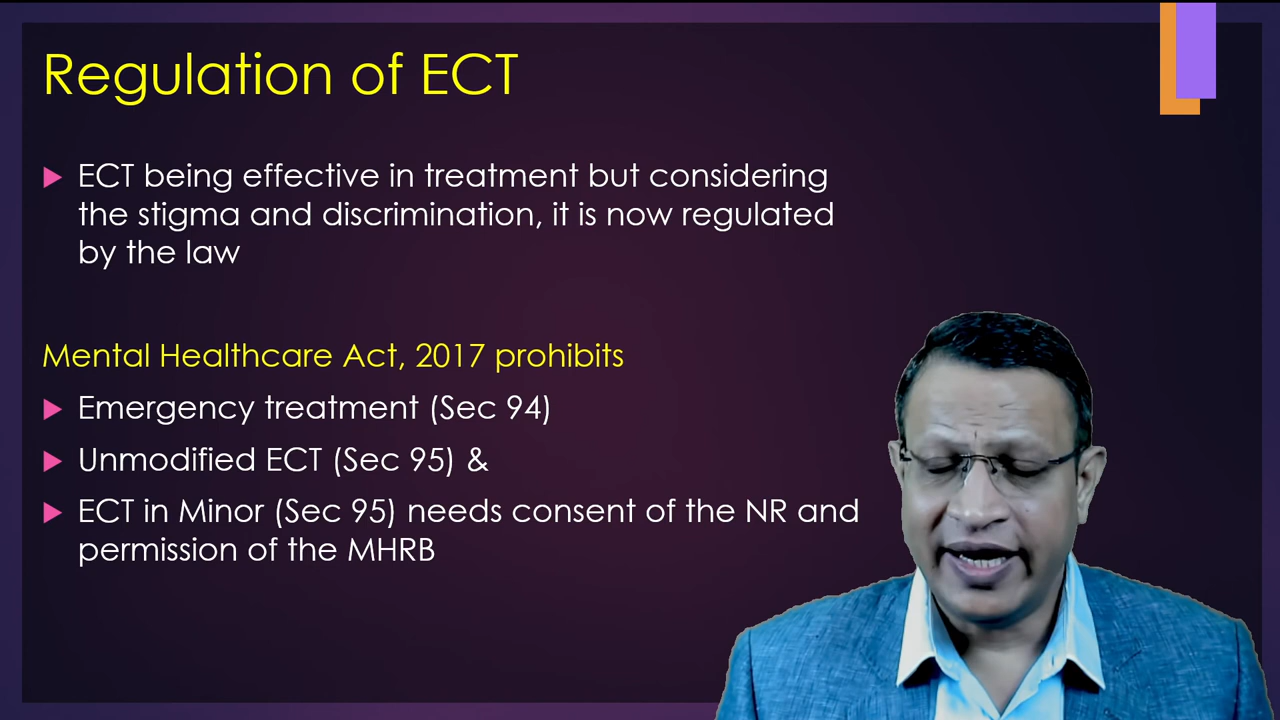 Regulation of ECT
ECT being effective in treatment but considering
the stigma and discrimination, it is now regulated
by the law
Mental Healthcare Act, 2017 prohibits
Emergency treatment (Sec 94)
Unmodified ECT (Sec 95) &
ECT in Minor (Sec 95) needs consent of the NR and
permission of the MHRB